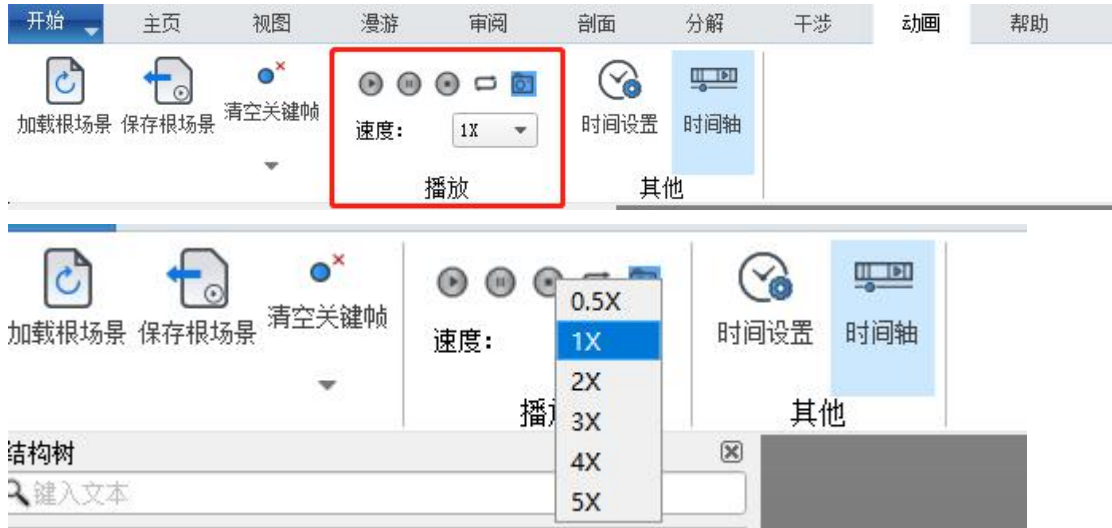 开始 主页 视图 漫游 审阅 剖面 分解 干涉 动画 帮助
加载根场景 保存根场景 清空关键帧 时间设置 时间轴
速度: 1X
播放 其他
0.5X
加载根场景 保存根场景 清空关键帧 时间设置 时间轴
速度: 1X
2X
播 其他
3X
结构树
4X
键入文本
5X